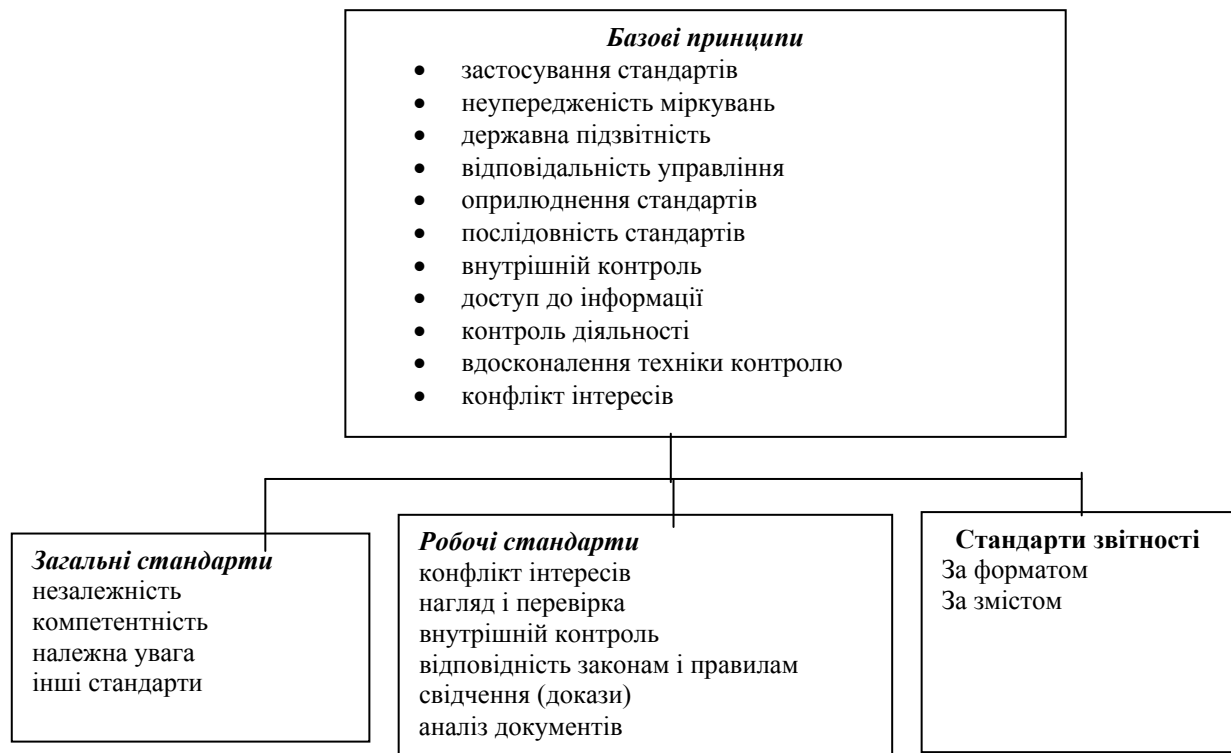 Базові принципи
• застосування стандартів
• неупередженість міркувань
• державна підзвітність
• відповідальність управління
• оприлюднення стандартів
• послідовність стандартів
• внутрішній контроль
• доступ до інформації
• контроль діяльності
• вдосконалення техніки контролю
• конфлікт інтересів
Загальні стандарти
незалежність
компетентність
належна увага
інші стандарти
Робочі стандарти
конфлікт інтересів
нагляд і перевірка
внутрішній контроль
відповідність законам і правилам
свідчення (докази)
аналіз документів
Стандарти звітності
За форматом
За змістом